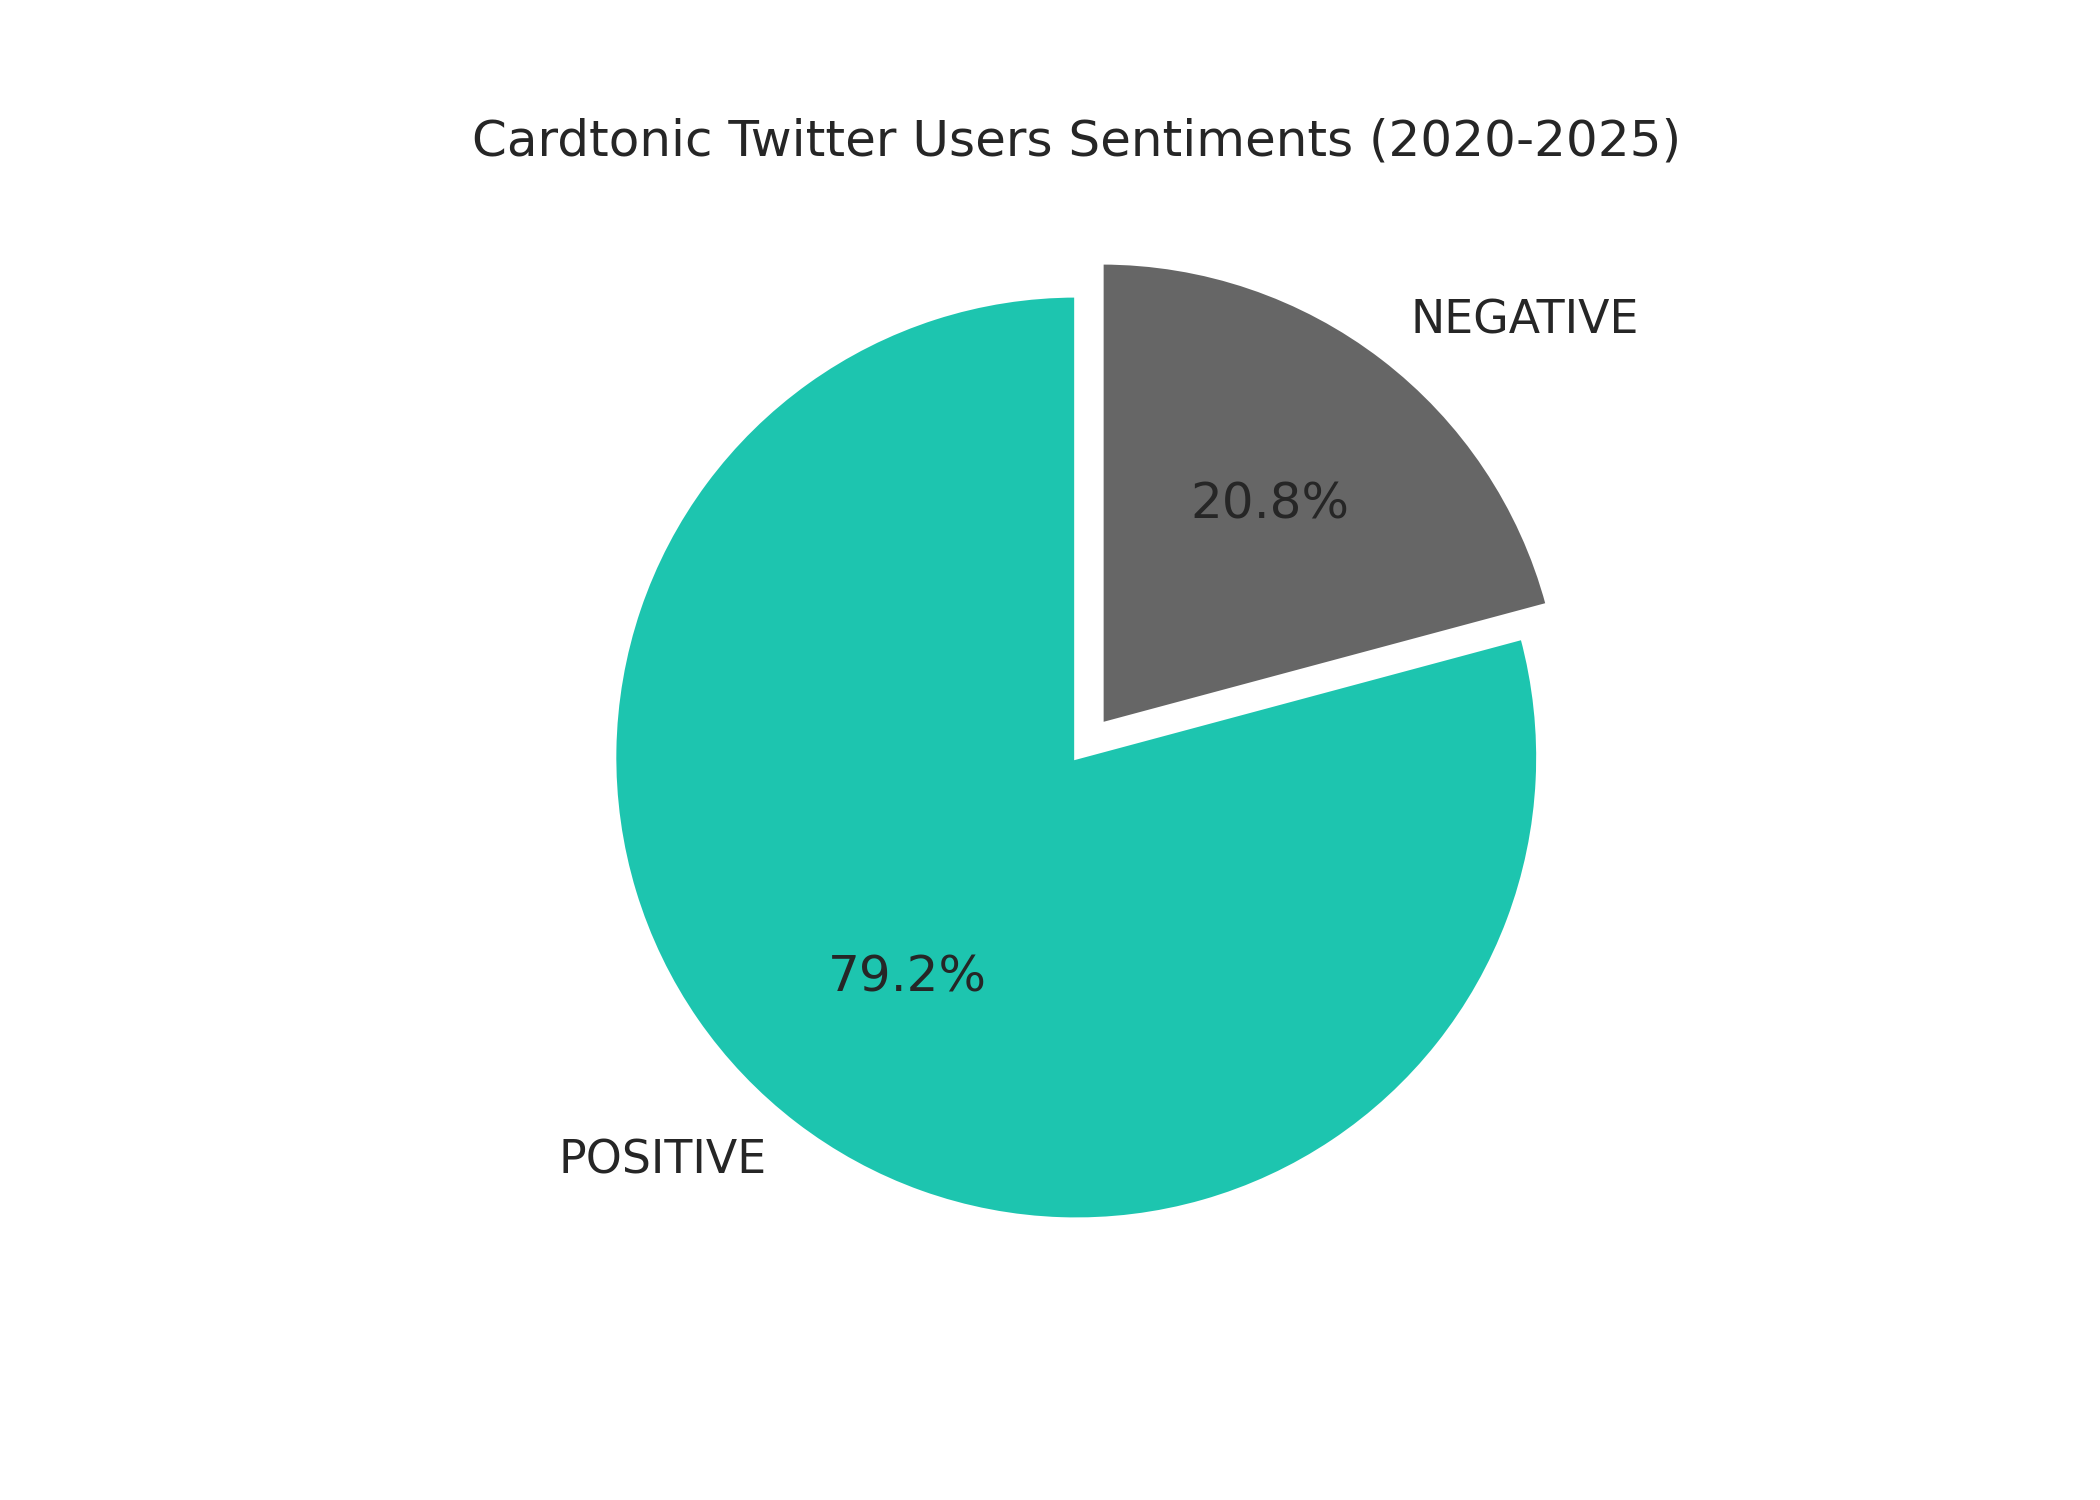 Cardtonic Twitter Users Sentiments (2020-2025)
NEGATIVE
20.8%
79.2%
POSITIVE